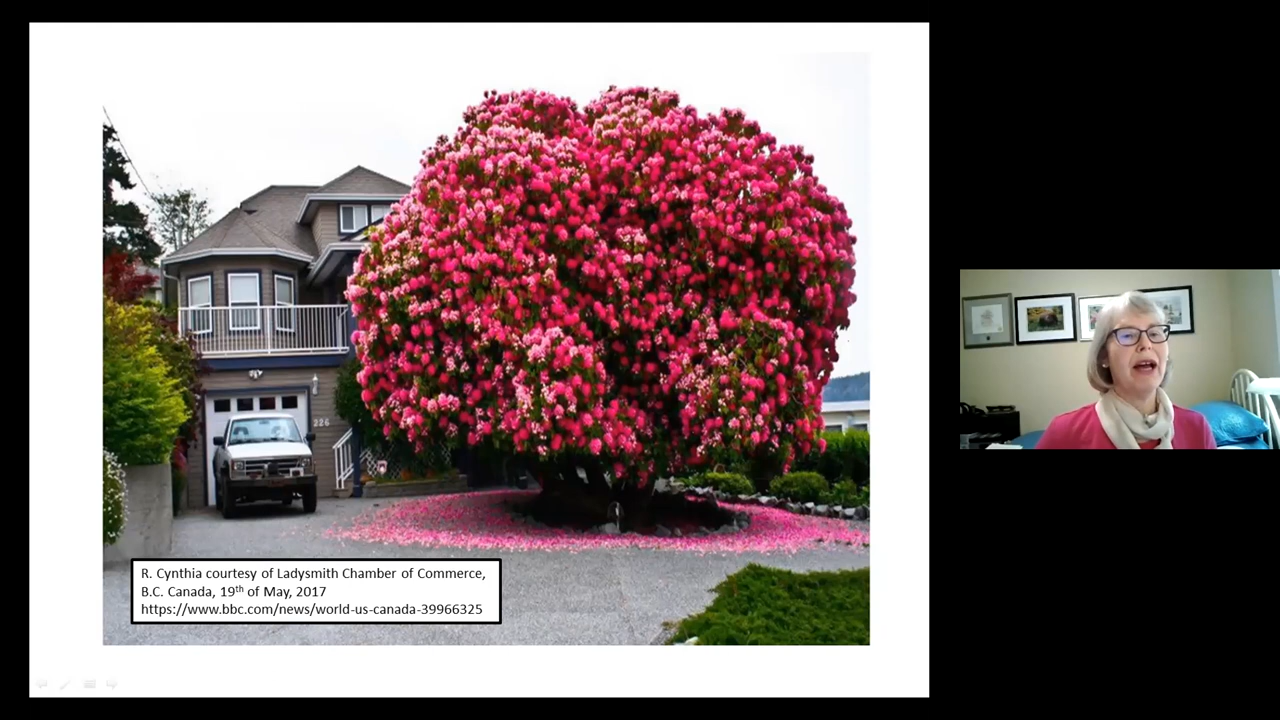 226
R. Cynthia courtesy of Ladysmith Chamber of Commerce,
B.C. Canada, 19th of May, 2017
https://www.bbc.com/news/world-us-canada-39966325